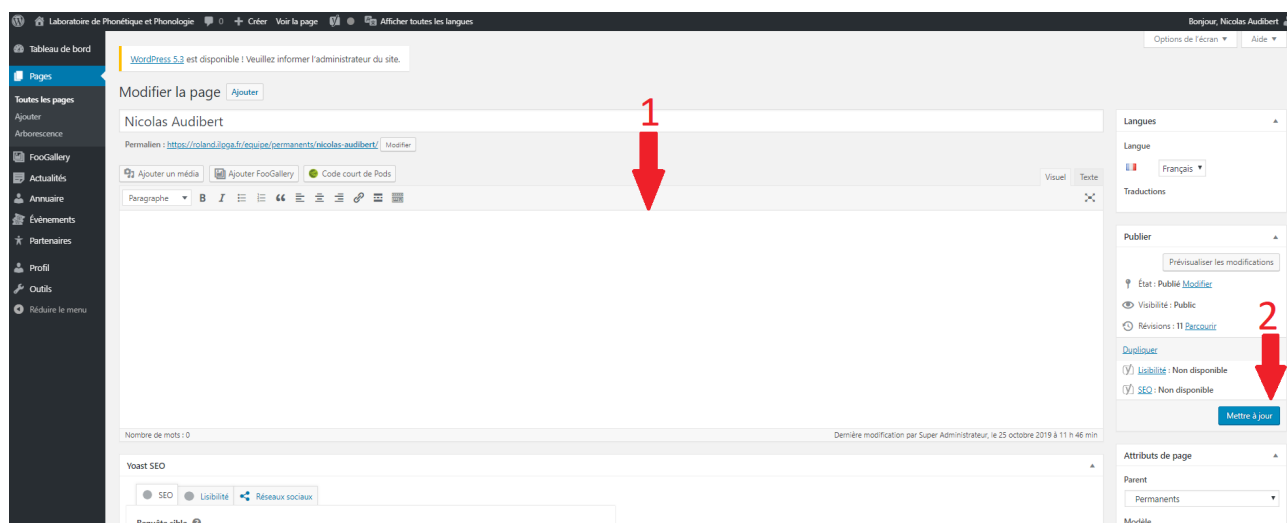 Laboratoire de Phonétique et Phonologie 0 + Créer Voir la page Afficher toutes les langues Bonjour, Nicolas Audibert
Options de l'écran ▼ Aide ▼
Tableau de bord
Pages
Toutes les pages
Ajouter
Arborescence
FooGallery
Actualités
Annuaire
Évènements
Partenaires
Profil
Outils
Réduire le menu
WordPress 5.3 est disponible ! Veuillez informer l'administrateur du site.
Modifier la page Ajouter
1
Nicolas Audibert
Permalien : https://roland.ilpga.fr/equipe/permanents/nicolas-audibert/ Modifier
Ajouter un média Ajouter FooGallery Code court de Pods Visuel Texte
Paragraphe ▼ B I
Nombre de mots : 0 Dernière modification par Super Administrateur, le 25 octobre 2019 à 11 h 46 min
Yoast SEO
SEO Lisibilité Réseaux sociaux
Requête cible
Langues
Langue
Français ▼
Traductions
Publier
Prévisualiser les modifications
État : Publié Modifier
Visibilité : Public
Révisions : 11 Parcourir
2
Dupliquer
Lisibilité : Non disponible
SEO : Non disponible
Mettre à jour
Attributs de page
Parent
Permanents
Modèle